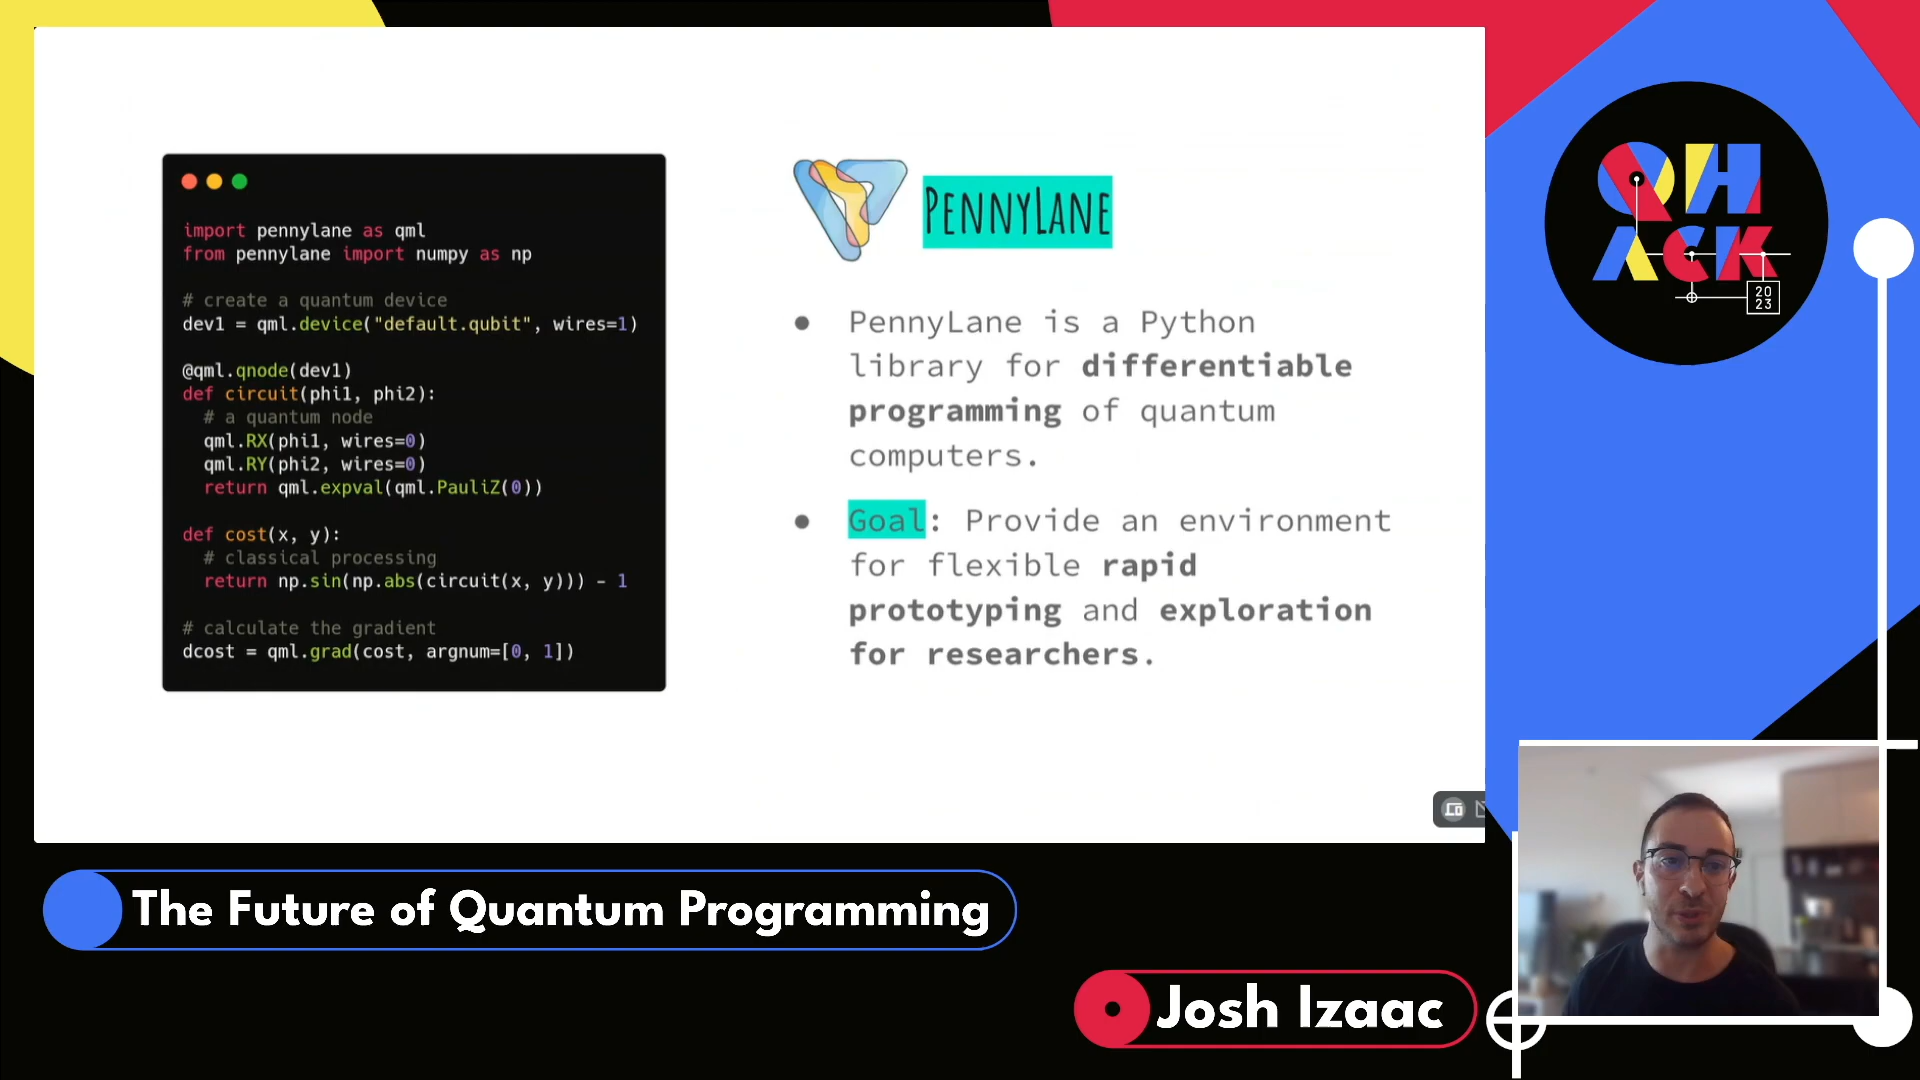 import pennylane as qml
from pennylane import numpy as np
# create a quantum device
dev1 = qml.device("default.qubit", wires=1)
@qml.qnode(dev1)
def circuit(phi1, phi2):
  # a quantum node
  qml.RX(phi1, wires=0)
  qml.RY(phi2, wires=0)
  return qml.expval(qml.PauliZ(0))
def cost(x, y):
  # classical processing
  return np.sin(np.abs(circuit(x, y))) - 1
# calculate the gradient
dcost = qml.grad(cost, argnum=[0, 1])
PENNYLANE
● PennyLane is a Python
library for differentiable
programming of quantum
computers.
● Goal: Provide an environment
for flexible rapid
prototyping and exploration
for researchers.
QH
ACK
20
23
The Future of Quantum Programming
Josh Izaac